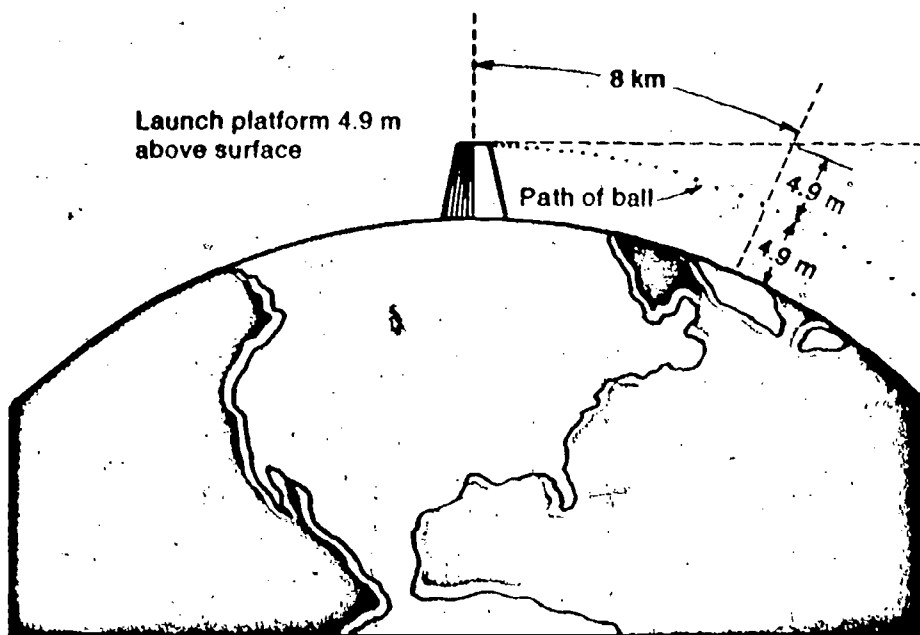 8 km
Launch platform 4.9 m
above surface
Path of ball
4.9 m
4.9 m